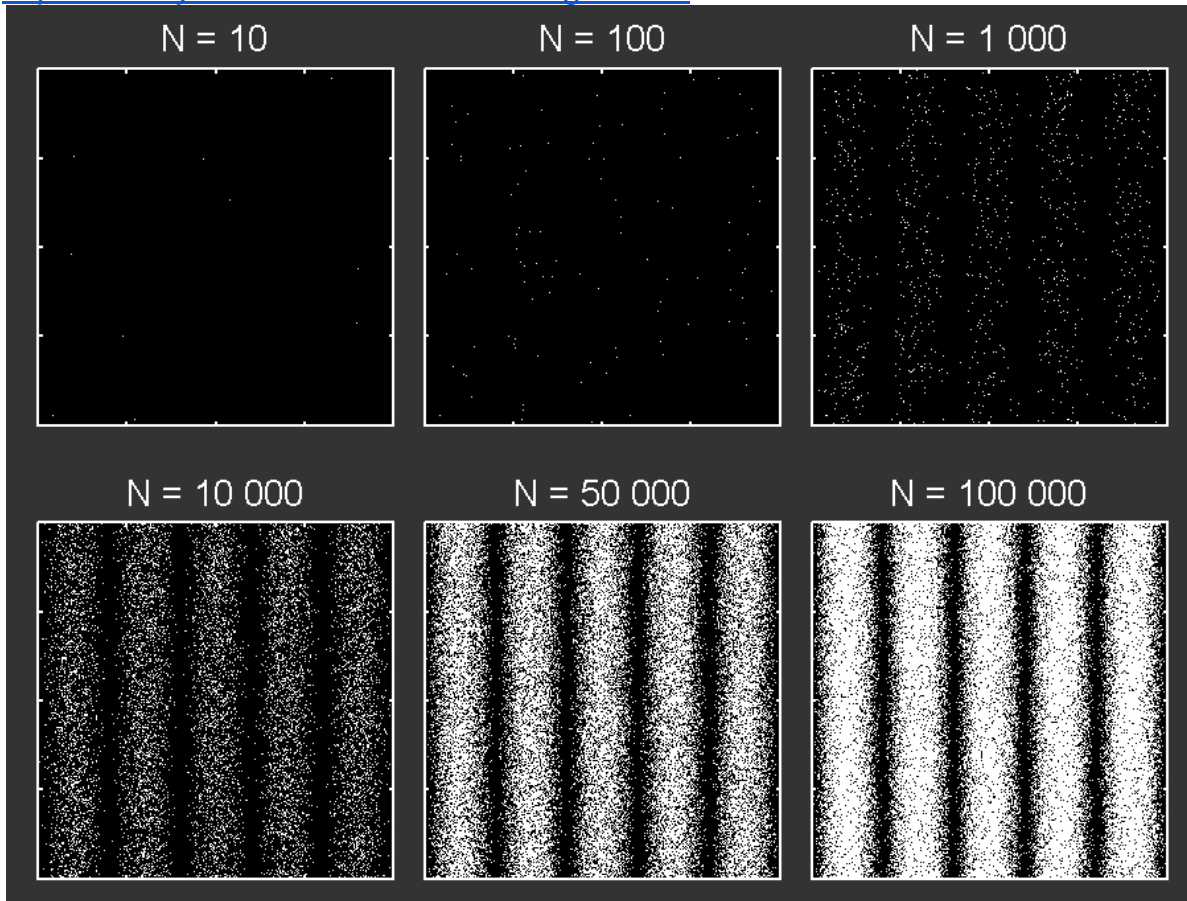 N = 10
N = 100
N = 1 000
N = 10 000
N = 50 000
N = 100 000